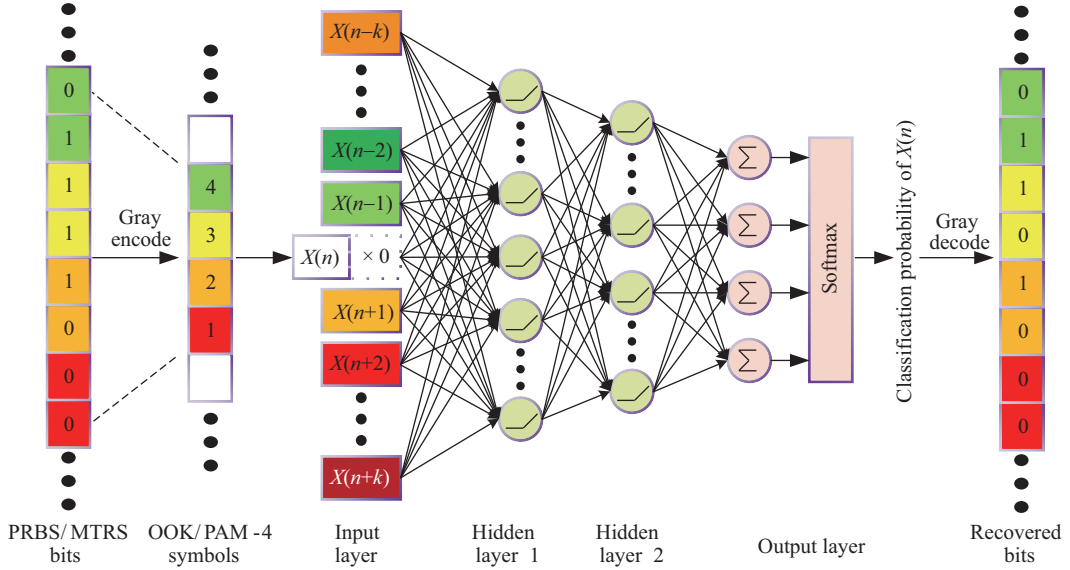 0
1
1
1
1
0
0
0
PRBS/ MTRS
bits
Gray
encode
4
3
2
1
OOK/ PAM -4
symbols
X(n−k)
X(n−2)
X(n−1)
X(n) × 0
X(n+1)
X(n+2)
X(n+k)
Input
layer
Hidden
layer 1
Hidden
layer 2
Σ
Σ
Σ
Σ
Output layer
Softmax
Classification probability of X(n)
Gray
decode
0
1
1
0
1
0
0
0
Recovered
bits